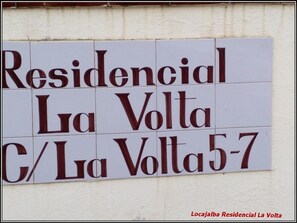 Residencial
La Volta
C/La Volta 5-7
Locajalba Residencial La Volta